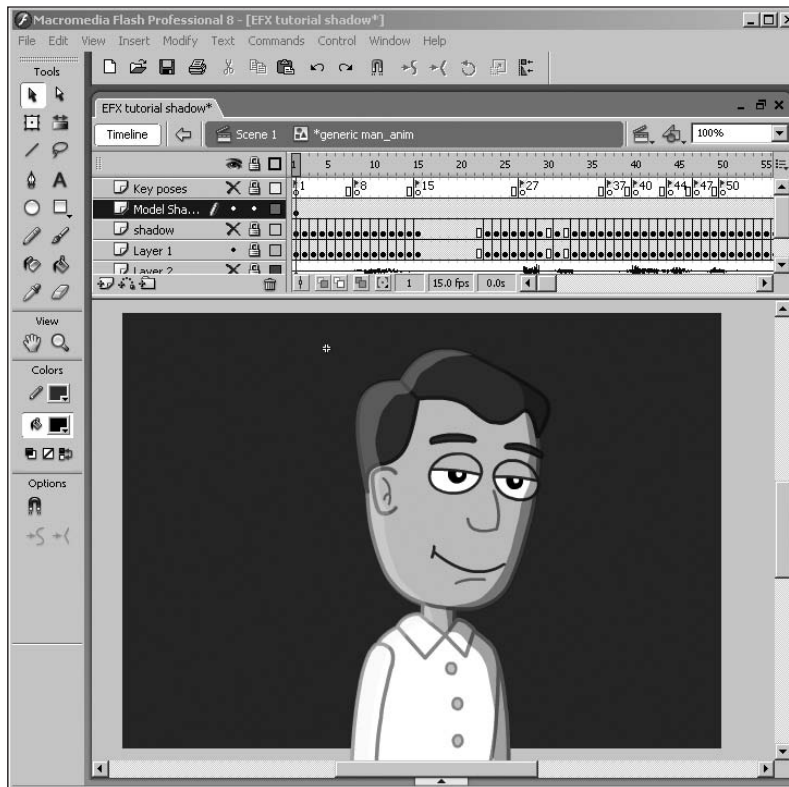 Macromedia Flash Professional 8 - [EFX tutorial shadow*]
File Edit View Insert Modify Text Commands Control Window Help
Tools
EFX tutorial shadow*
Timeline Scene 1 *generic man_anim 100%
1 5 10 15 20 25 30 35 40 45 50 55
Key poses 1 8 15 27 37 40 44 47 50
Model Sha...
shadow
Layer 1
Layer 2
1 15.0 fps 0.0s
View
Colors
Options